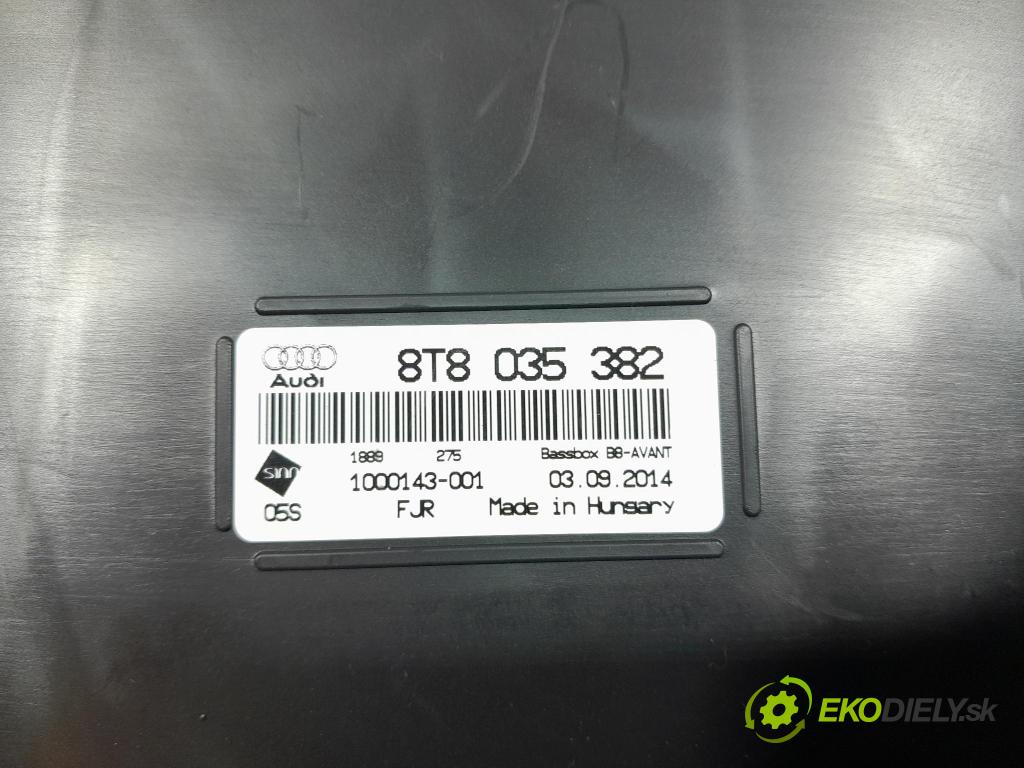 Audi
8T8 035 382
1889 275 Bassbox B8-AVANT
sinn
1000143-001 03.09.2014
05S FJR Made in Hungary
EKODIELY.sk